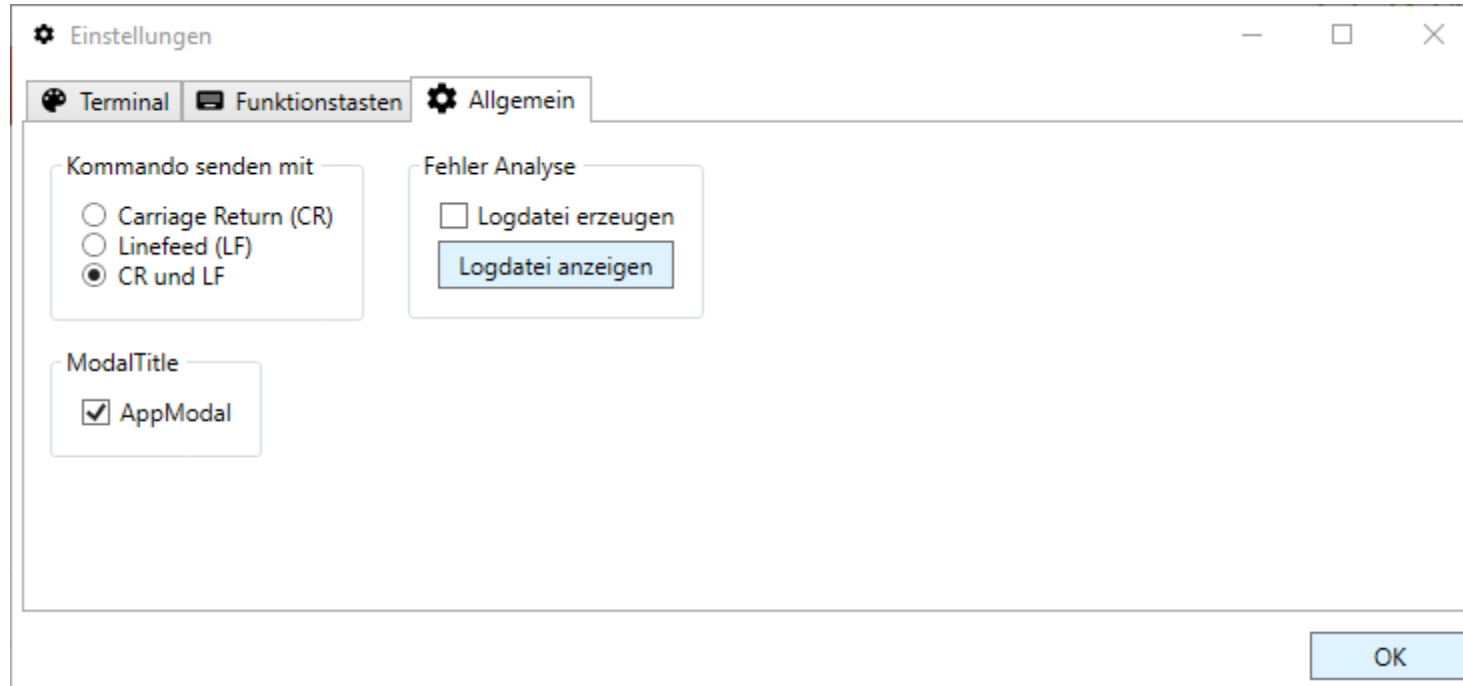 Einstellungen
Terminal
Funktionstasten
Allgemein
Kommando senden mit
Carriage Return (CR)
Linefeed (LF)
CR und LF
Fehler Analyse
Logdatei erzeugen
Logdatei anzeigen
ModalTitle
AppModal
OK